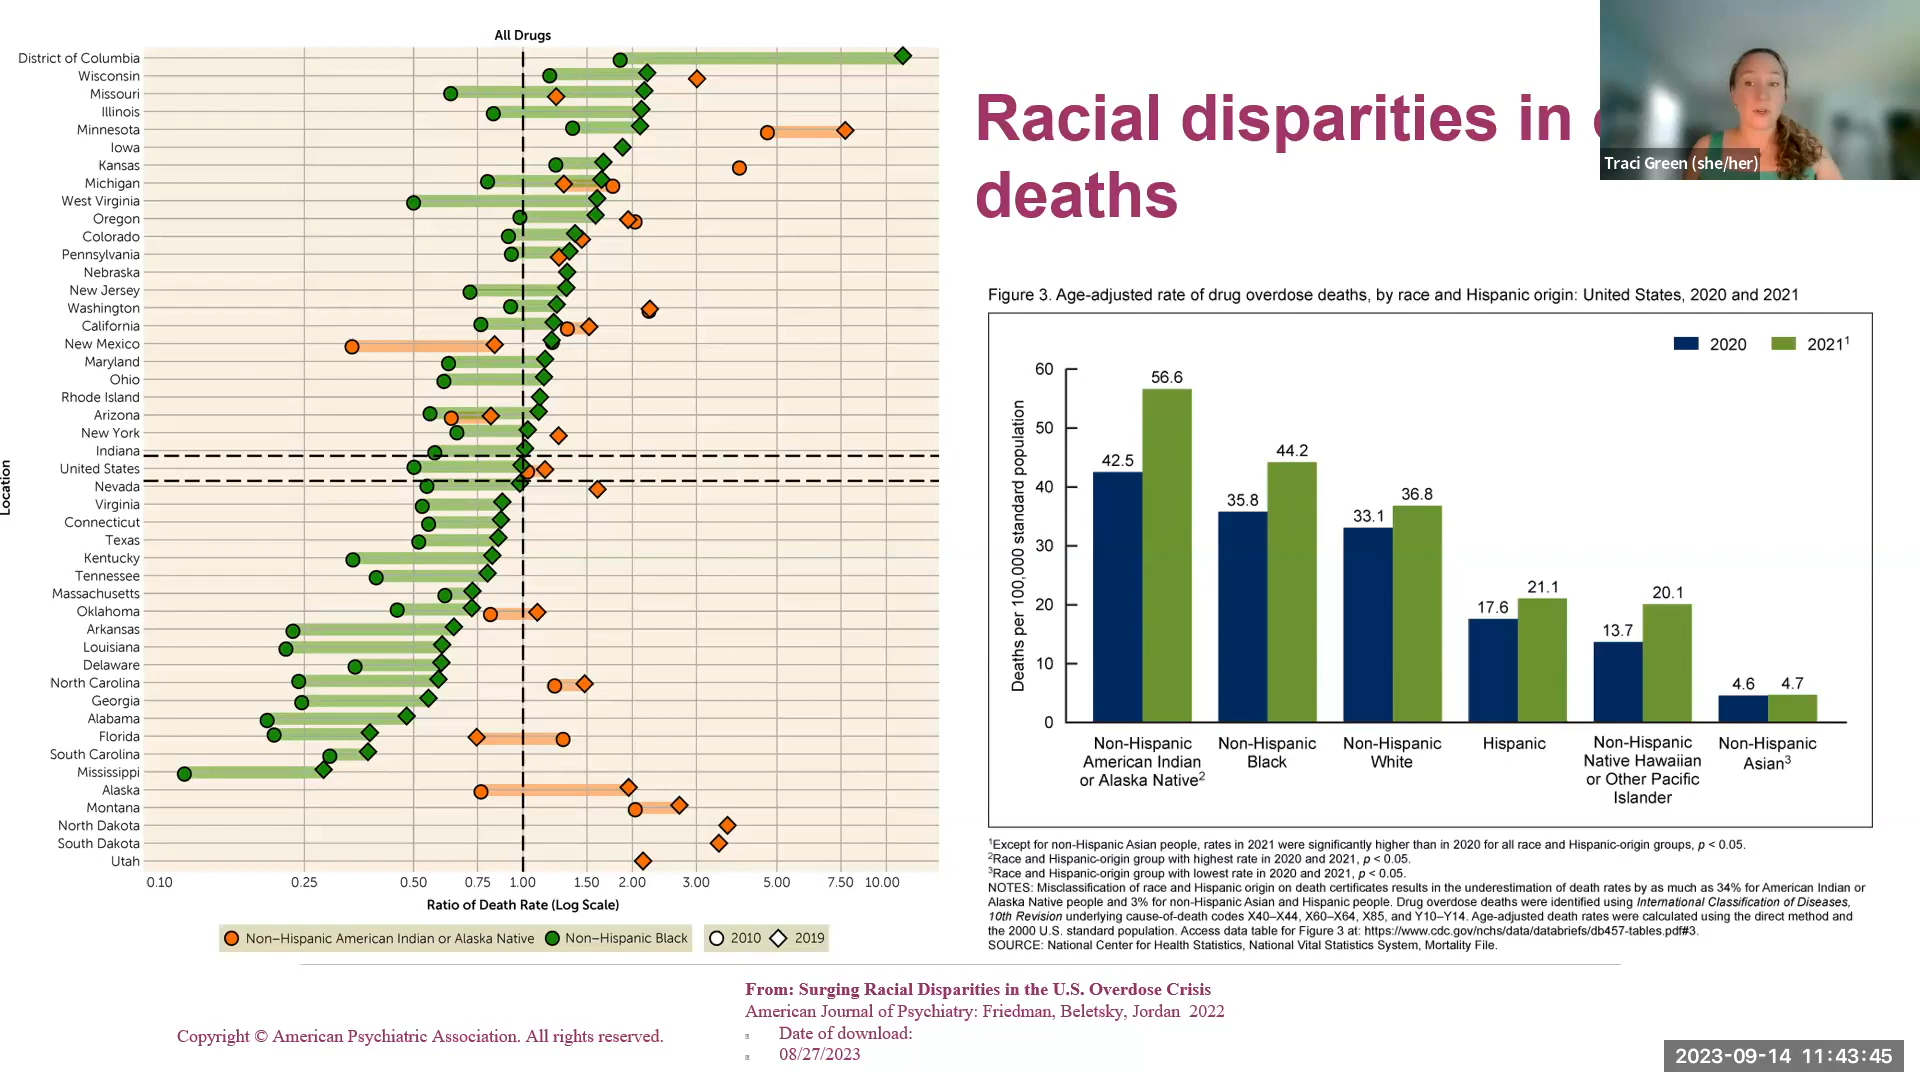 All Drugs
District of Columbia
Wisconsin
Missouri
Illinois
Minnesota
Iowa
Kansas
Michigan
West Virginia
Oregon
Colorado
Pennsylvania
Nebraska
New Jersey
Washington
California
New Mexico
Maryland
Ohio
Rhode Island
Arizona
New York
Indiana
United States
Nevada
Virginia
Connecticut
Texas
Kentucky
Tennessee
Massachusetts
Oklahoma
Arkansas
Louisiana
Delaware
North Carolina
Georgia
Alabama
Florida
South Carolina
Mississippi
Alaska
Montana
North Dakota
South Dakota
Utah
Location
0.10 0.25 0.50 0.75 1.00 1.50 2.00 3.00 5.00 7.50 10.00
Ratio of Death Rate (Log Scale)
Non–Hispanic American Indian or Alaska Native Non–Hispanic Black 2010 2019
Racial disparities in
deaths
Traci Green (she/her)
Figure 3. Age-adjusted rate of drug overdose deaths, by race and Hispanic origin: United States, 2020 and 2021
2020 2021¹
Deaths per 100,000 standard population
60
50
40
30
20
10
0
42.5 56.6
35.8 44.2
33.1 36.8
17.6 21.1
13.7 20.1
4.6 4.7
Non-Hispanic
American Indian
or Alaska Native²
Non-Hispanic
Black
Non-Hispanic
White
Hispanic
Non-Hispanic
Native Hawaiian
or Other Pacific
Islander
Non-Hispanic
Asian³
¹Except for non-Hispanic Asian people, rates in 2021 were significantly higher than in 2020 for all race and Hispanic-origin groups, p < 0.05.
²Race and Hispanic-origin group with highest rate in 2020 and 2021, p < 0.05.
³Race and Hispanic-origin group with lowest rate in 2020 and 2021, p < 0.05.
NOTES: Misclassification of race and Hispanic origin on death certificates results in the underestimation of death rates by as much as 34% for American Indian or
Alaska Native people and 3% for non-Hispanic Asian and Hispanic people. Drug overdose deaths were identified using International Classification of Diseases,
10th Revision underlying cause-of-death codes X40–X44, X60–X64, X85, and Y10–Y14. Age-adjusted death rates were calculated using the direct method and
the 2000 U.S. standard population. Access data table for Figure 3 at: https://www.cdc.gov/nchs/data/databriefs/db457-tables.pdf#3.
SOURCE: National Center for Health Statistics, National Vital Statistics System, Mortality File.
From: Surging Racial Disparities in the U.S. Overdose Crisis
American Journal of Psychiatry: Friedman, Beletsky, Jordan 2022
Date of download:
08/27/2023
Copyright © American Psychiatric Association. All rights reserved.
2023-09-14 11:43:45